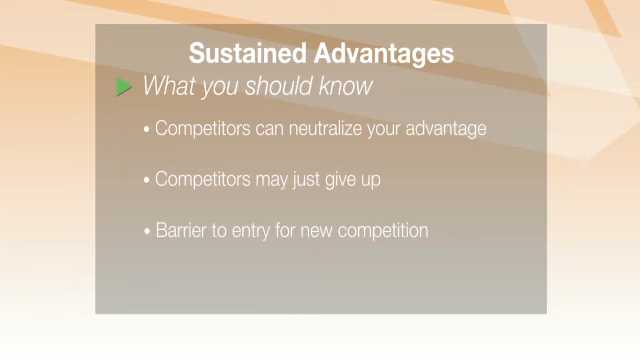 Sustained Advantages
What you should know
• Competitors can neutralize your advantage
• Competitors may just give up
• Barrier to entry for new competition